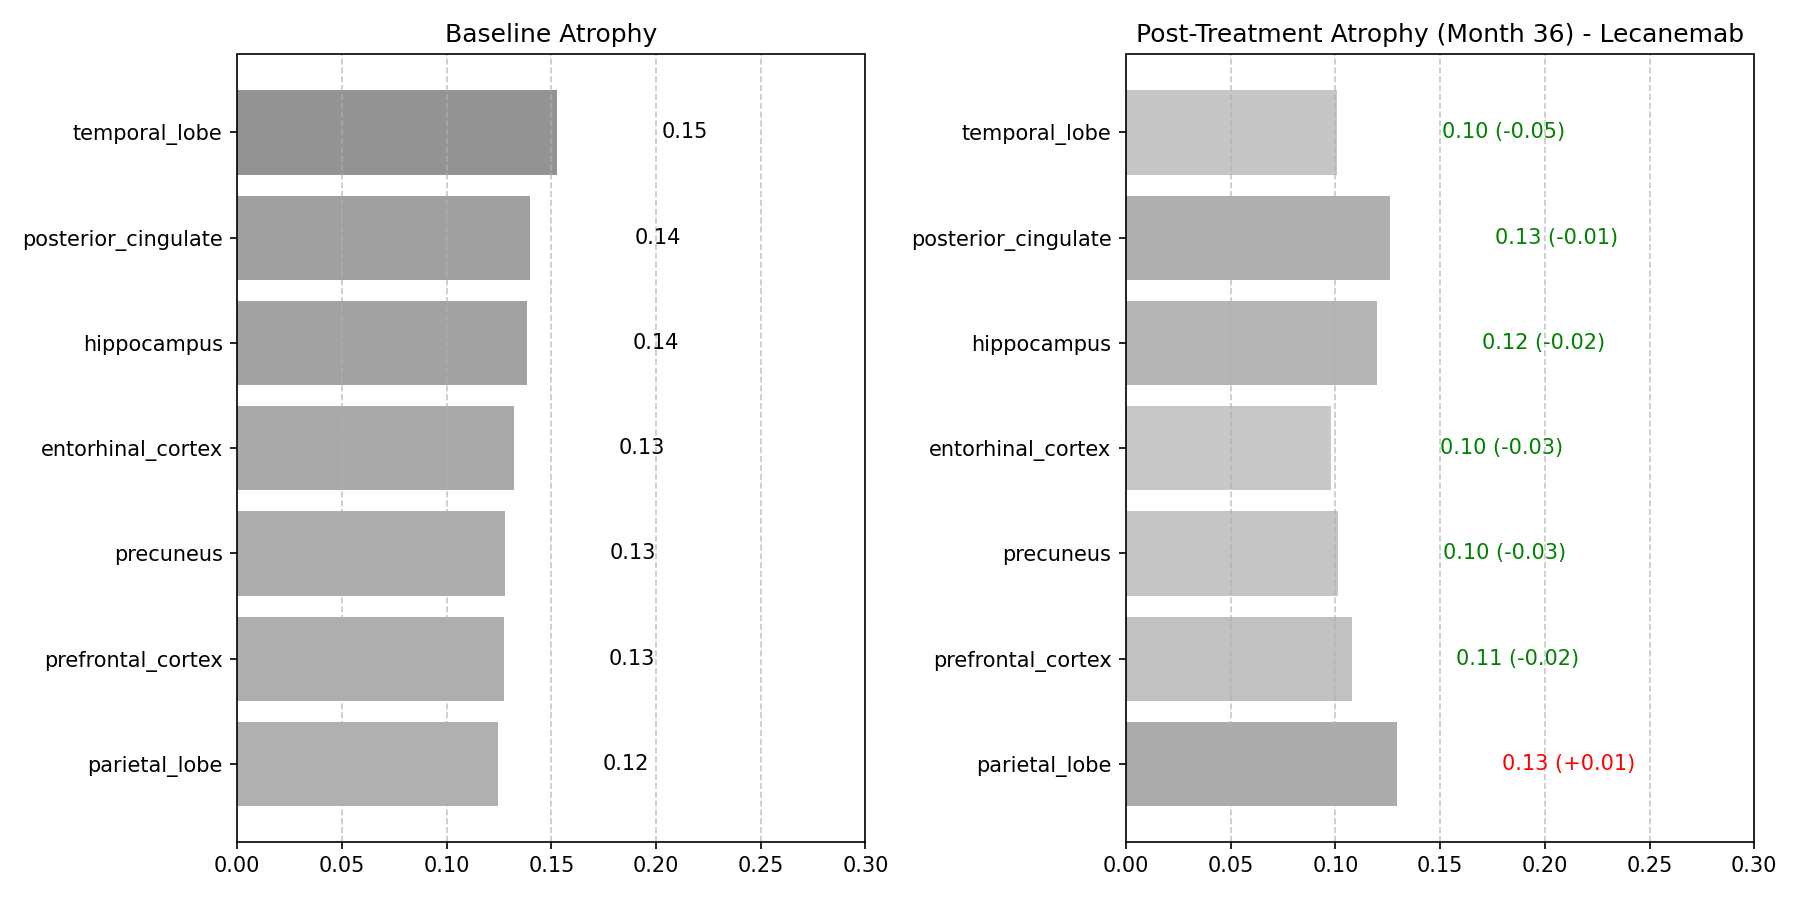 Baseline Atrophy
temporal_lobe 0.15
posterior_cingulate 0.14
hippocampus 0.14
entorhinal_cortex 0.13
precuneus 0.13
prefrontal_cortex 0.13
parietal_lobe 0.12
0.00 0.05 0.10 0.15 0.20 0.25 0.30
Post-Treatment Atrophy (Month 36) - Lecanemab
temporal_lobe 0.10 (-0.05)
posterior_cingulate 0.13 (-0.01)
hippocampus 0.12 (-0.02)
entorhinal_cortex 0.10 (-0.03)
precuneus 0.10 (-0.03)
prefrontal_cortex 0.11 (-0.02)
parietal_lobe 0.13 (+0.01)
0.00 0.05 0.10 0.15 0.20 0.25 0.30